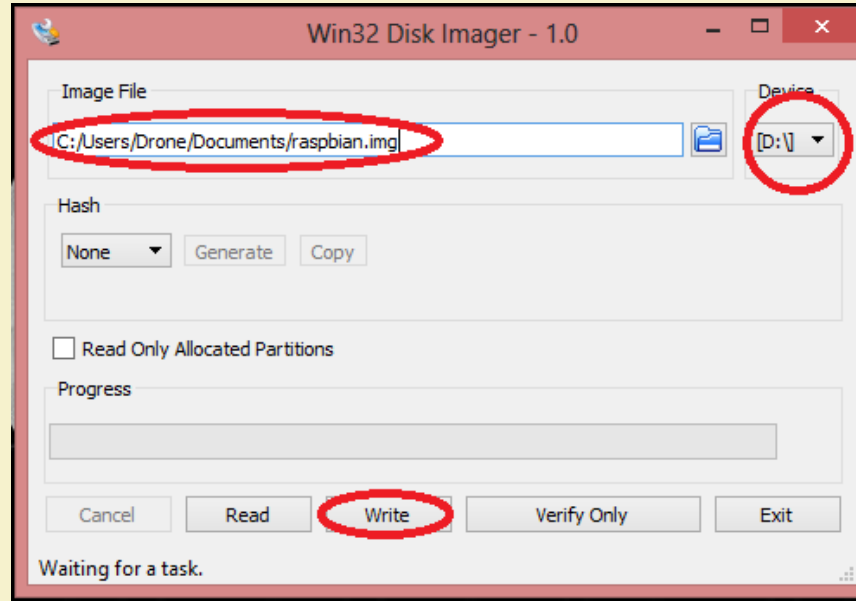 Win32 Disk Imager - 1.0
Image File
Device
C:/Users/Drone/Documents/raspbian.img
[D:\]
Hash
None
Generate
Copy
Read Only Allocated Partitions
Progress
Cancel
Read
Write
Verify Only
Exit
Waiting for a task.